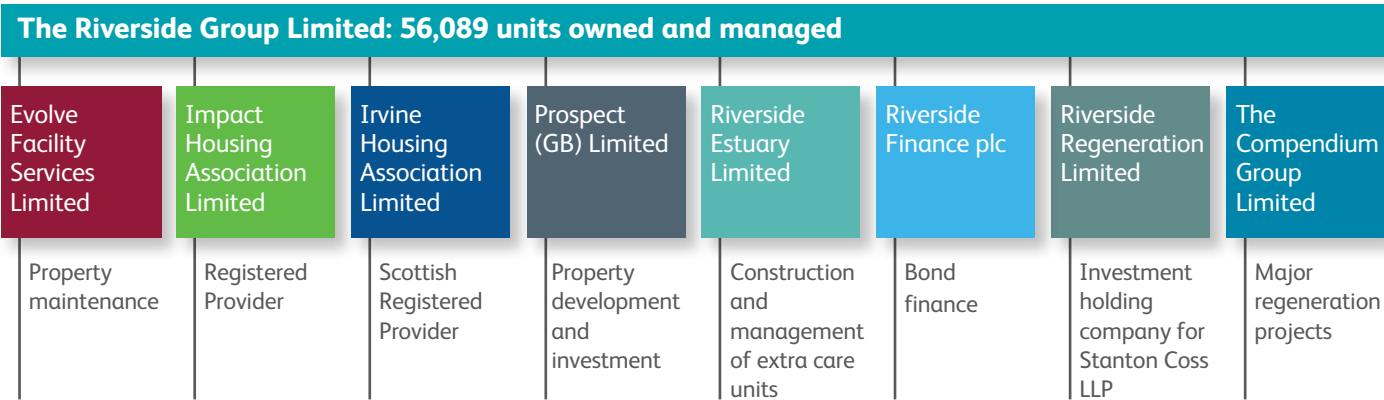 The Riverside Group Limited: 56,089 units owned and managed
Evolve
Facility
Services
Limited
Property
maintenance
Impact
Housing
Association
Limited
Registered
Provider
Irvine
Housing
Association
Limited
Scottish
Registered
Provider
Prospect
(GB) Limited
Property
development
and
investment
Riverside
Estuary
Limited
Construction
and
management
of extra care
units
Riverside
Finance plc
Bond
finance
Riverside
Regeneration
Limited
Investment
holding
company for
Stanton Coss
LLP
The
Compendium
Group
Limited
Major
regeneration
projects